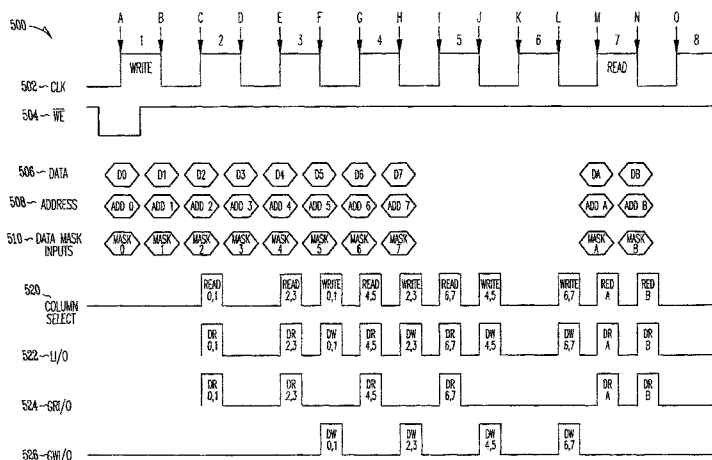 500
A B C D E F G H I J K L M N O
1 2 3 4 5 6 7 8
WRITE READ
502 CLK
504 WE
506 DATA D0 D1 D2 D3 D4 D5 D6 D7 DA DB
508 ADDRESS ADD 0 ADD 1 ADD 2 ADD 3 ADD 4 ADD 5 ADD 6 ADD 7 ADD A ADD B
510 DATA MASK INPUTS MASK 0 MASK 1 MASK 2 MASK 3 MASK 4 MASK 5 MASK 6 MASK 7 MASK A MASK B
520 COLUMN SELECT READ 0,1 READ 2,3 WRITE 0,1 READ 4,5 WRITE 2,3 READ 6,7 WRITE 4,5 WRITE 6,7 RED A RED B
522 LI/O DR 0,1 DR 2,3 DW 0,1 DR 4,5 DW 2,3 DR 6,7 DW 4,5 DW 6,7 DR A DR B
524 GRI/O DR 0,1 DR 2,3 DR 4,5 DR 6,7 DR A DR B
526 GWI/O DW 0,1 DW 2,3 DW 4,5 DW 6,7